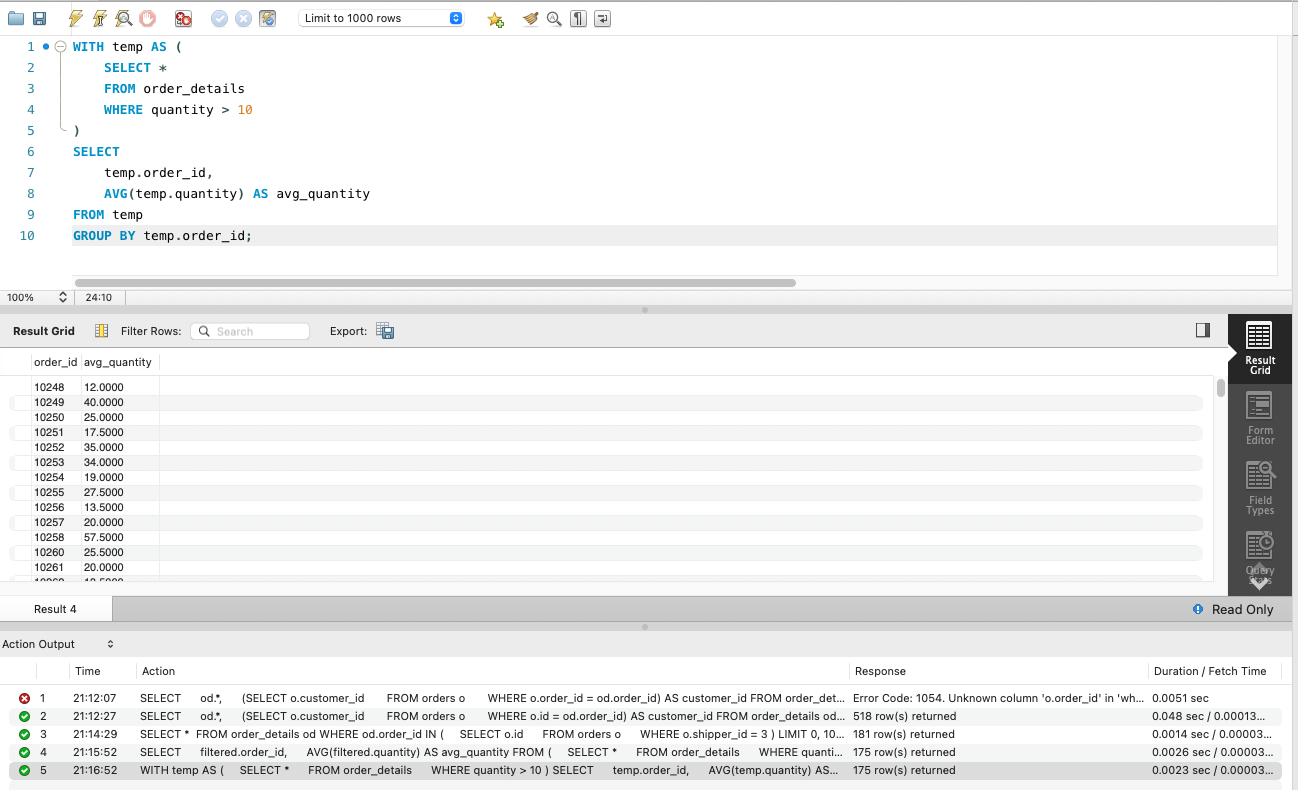 Limit to 1000 rows
1 WITH temp AS (
2 SELECT *
3 FROM order_details
4 WHERE quantity > 10
5 )
6 SELECT
7 temp.order_id,
8 AVG(temp.quantity) AS avg_quantity
9 FROM temp
10 GROUP BY temp.order_id;
100% 24:10
Result Grid Filter Rows: Search Export:
Result Grid
Form Editor
Field Types
Query Stats
order_id avg_quantity
10248 12.0000
10249 40.0000
10250 25.0000
10251 17.5000
10252 35.0000
10253 34.0000
10254 19.0000
10255 27.5000
10256 13.5000
10257 20.0000
10258 57.5000
10260 25.5000
10261 20.0000
Result 4 Read Only
Action Output
Time Action Response Duration / Fetch Time
1 21:12:07 SELECT od.*, (SELECT o.customer_id FROM orders o WHERE o.order_id = od.order_id) AS customer_id FROM order_det... Error Code: 1054. Unknown column 'o.order_id' in 'wh... 0.0051 sec
2 21:12:27 SELECT od.*, (SELECT o.customer_id FROM orders o WHERE o.id = od.order_id) AS customer_id FROM order_details od... 518 row(s) returned 0.048 sec / 0.00013...
3 21:14:29 SELECT * FROM order_details od WHERE od.order_id IN ( SELECT o.id FROM orders o WHERE o.shipper_id = 3 ) LIMIT 0, 10... 181 row(s) returned 0.0014 sec / 0.00003...
4 21:15:52 SELECT filtered.order_id, AVG(filtered.quantity) AS avg_quantity FROM ( SELECT * FROM order_details WHERE quanti... 175 row(s) returned 0.0026 sec / 0.00003...
5 21:16:52 WITH temp AS ( SELECT * FROM order_details WHERE quantity > 10 ) SELECT temp.order_id, AVG(temp.quantity) AS... 175 row(s) returned 0.0023 sec / 0.00003...